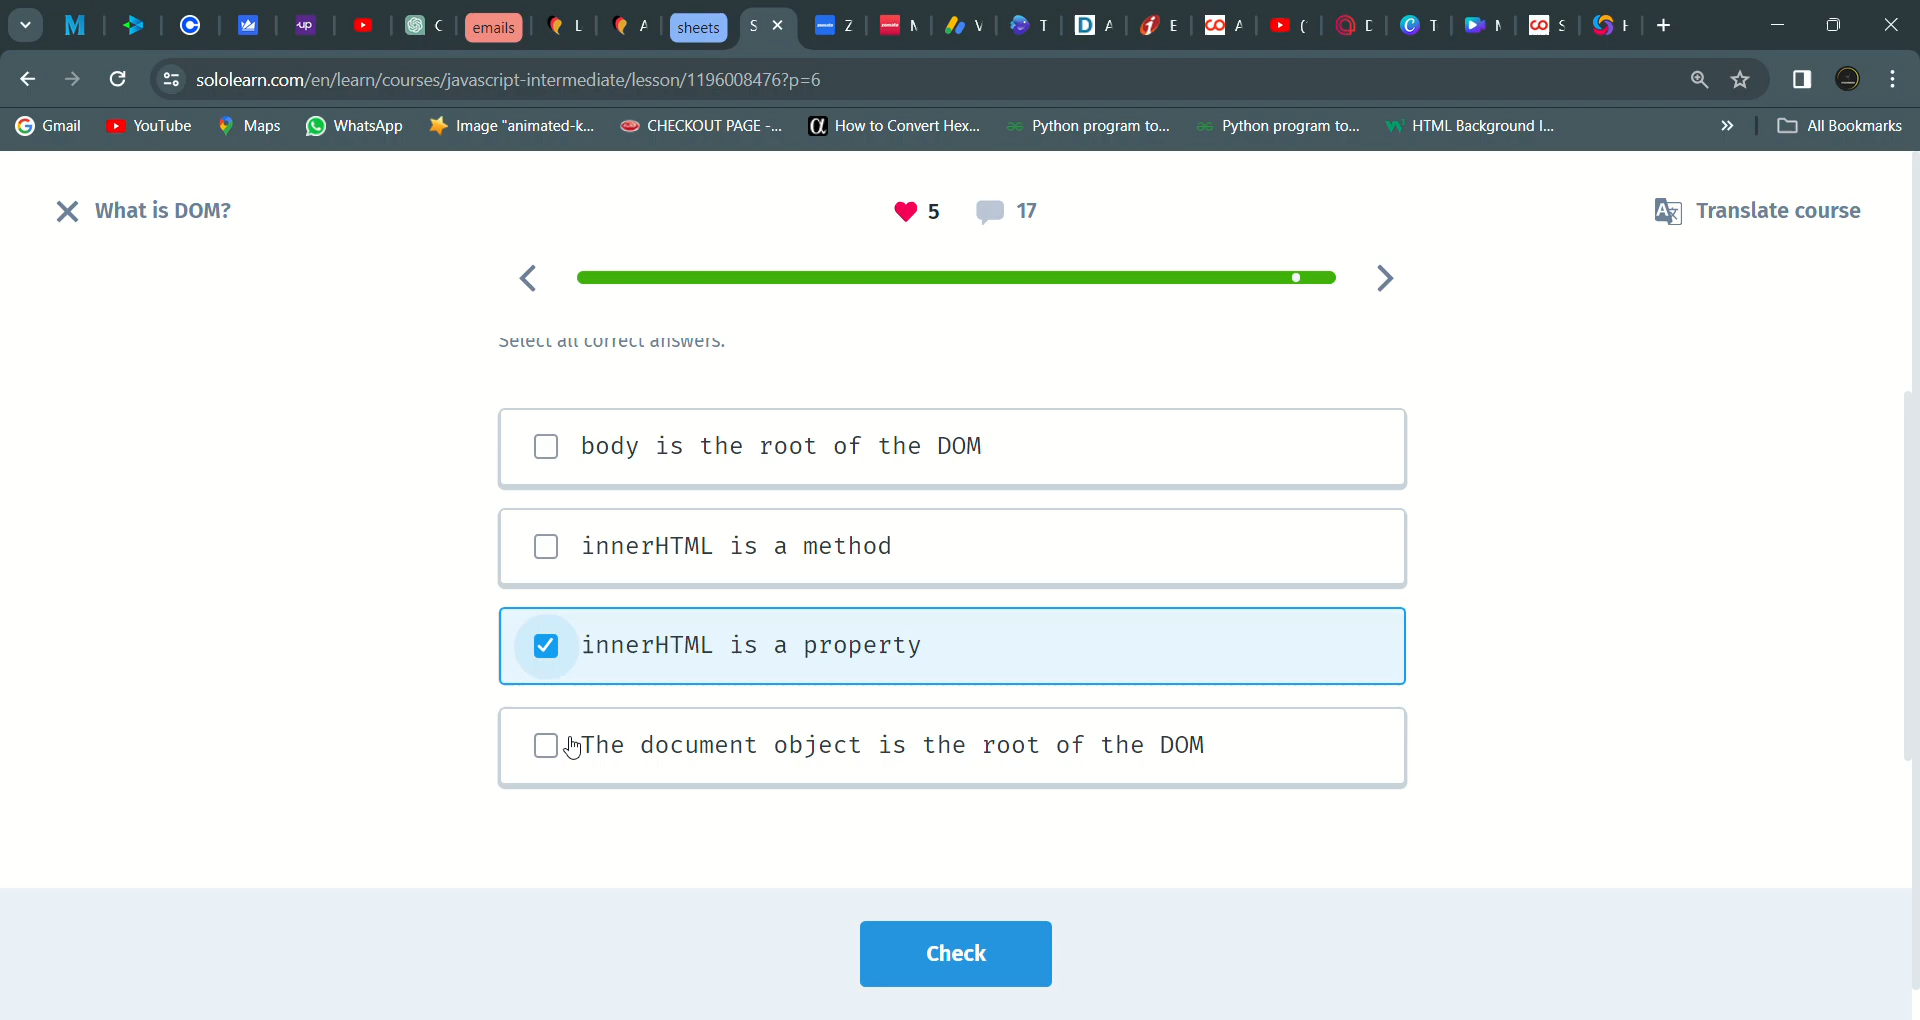 emails
sheets
sololearn.com/en/learn/courses/javascript-intermediate/lesson/1196008476?p=6
Gmail
YouTube
Maps
WhatsApp
Image "animated-k...
CHECKOUT PAGE -...
How to Convert Hex...
Python program to...
Python program to...
HTML Background I...
All Bookmarks
What is DOM?
5
17
Translate course
Select all correct answers.
body is the root of the DOM
innerHTML is a method
innerHTML is a property
The document object is the root of the DOM
Check